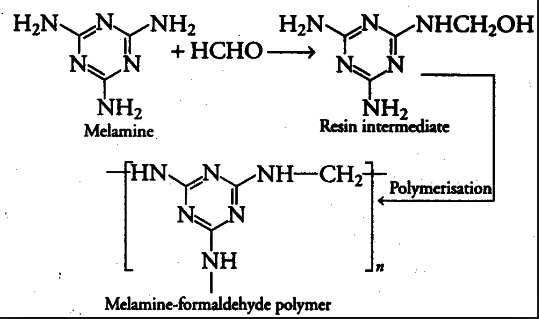 H₂N N NH₂ + HCHO → H₂N N NHCH₂OH
N N N N
NH₂ NH₂
Melamine Resin intermediate
HN N NH—CH₂ Polymerisation
N N
NH n
Melamine-formaldehyde polymer